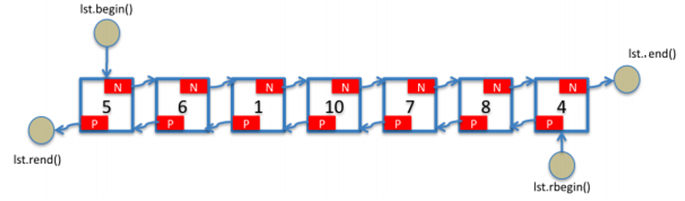 lst.begin()
lst..end()
N N N N N N N
5 6 1 10 7 8 4
P P P P P P P
lst.rend()
lst.rbegin()